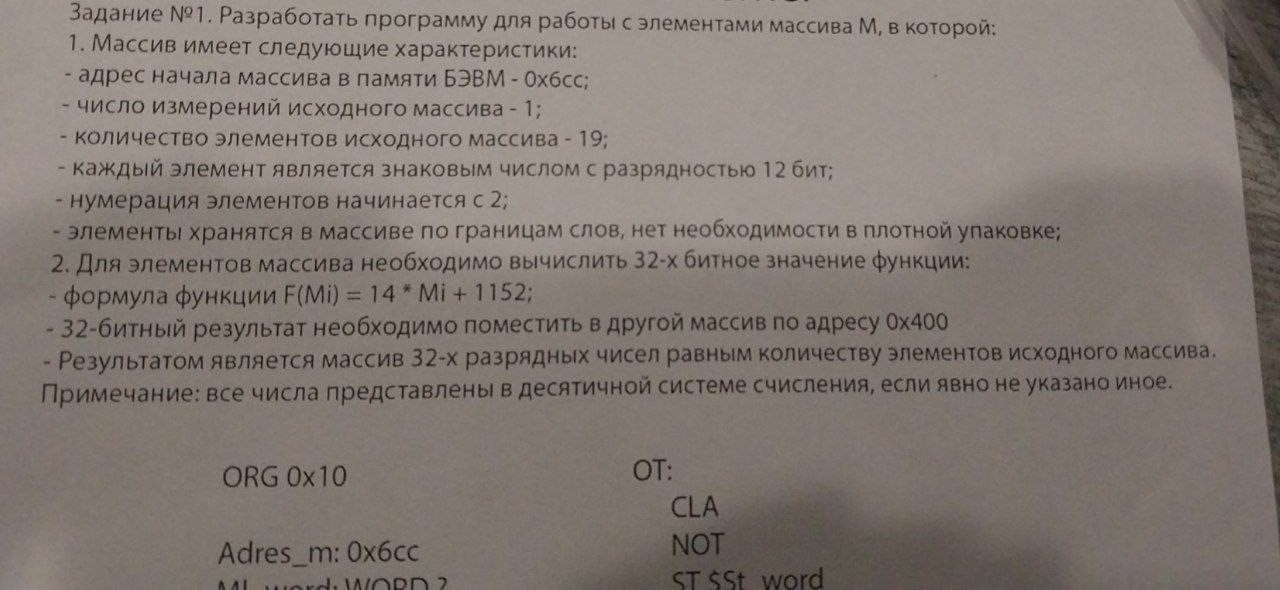 Задание №1. Разработать программу для работы с элементами массива М, в которой:
1. Массив имеет следующие характеристики:
- адрес начала массива в памяти БЭВМ - 0x6cc;
- число измерений исходного массива - 1;
- количество элементов исходного массива - 19;
- каждый элемент является знаковым числом с разрядностью 12 бит;
- нумерация элементов начинается с 2;
- элементы хранятся в массиве по границам слов, нет необходимости в плотной упаковке;
2. Для элементов массива необходимо вычислить 32-х битное значение функции:
- формула функции F(Mi) = 14 * Mi + 1152;
- 32-битный результат необходимо поместить в другой массив по адресу 0x400
- Результатом является массив 32-х разрядных чисел равным количеству элементов исходного массива.
Примечание: все числа представлены в десятичной системе счисления, если явно не указано иное.
ORG 0x10
Adres_m: 0x6cc
WORD ?
OT:
CLA
NOT
ST $St_word